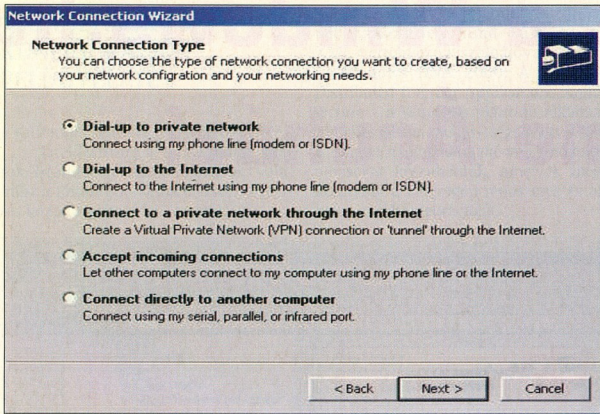 Network Connection Wizard
Network Connection Type
You can choose the type of network connection you want to create, based on
your network configration and your networking needs.
Dial-up to private network
Connect using my phone line (modem or ISDN).
Dial-up to the Internet
Connect to the Internet using my phone line (modem or ISDN).
Connect to a private network through the Internet
Create a Virtual Private Network (VPN) connection or 'tunnel' through the Internet.
Accept incoming connections
Let other computers connect to my computer using my phone line or the Internet.
Connect directly to another computer
Connect using my serial, parallel, or infrared port.
< Back Next > Cancel